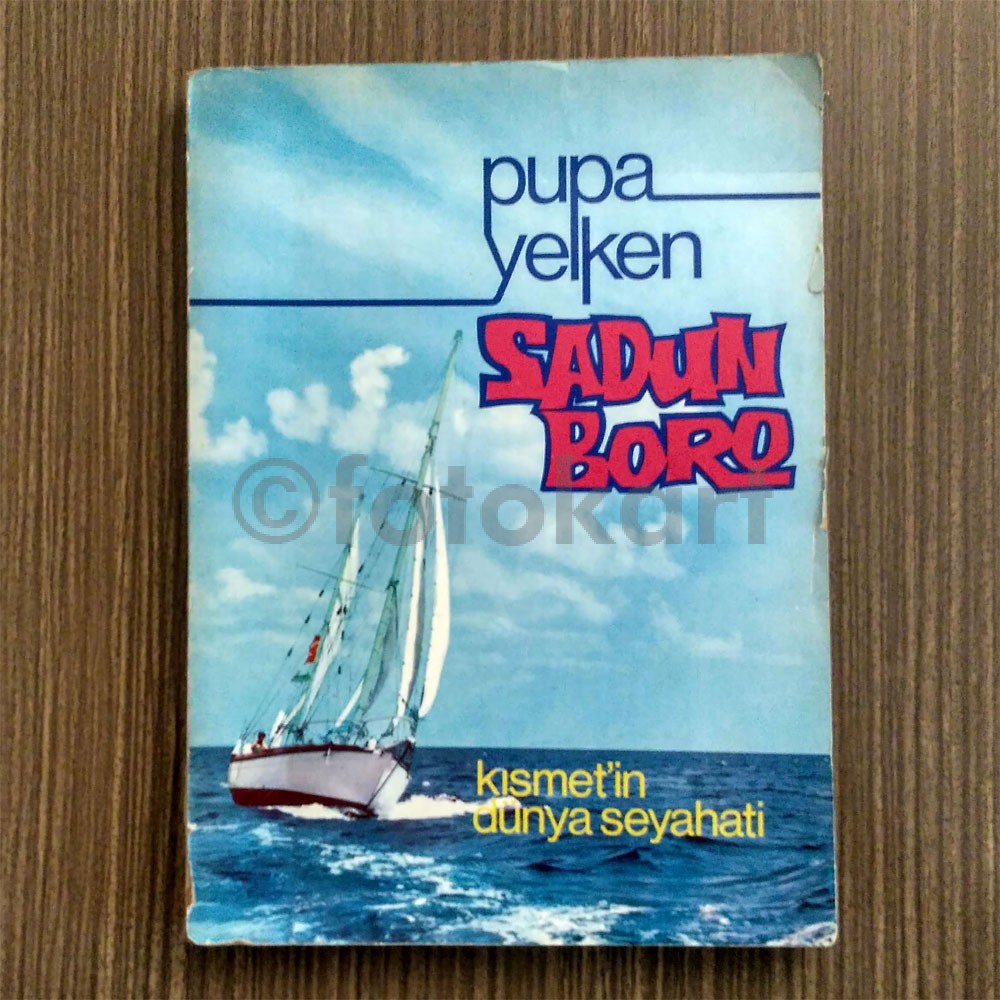 pupa
yelken
SADUN
BORO
©fotokart
kısmet'in
dünya seyahati